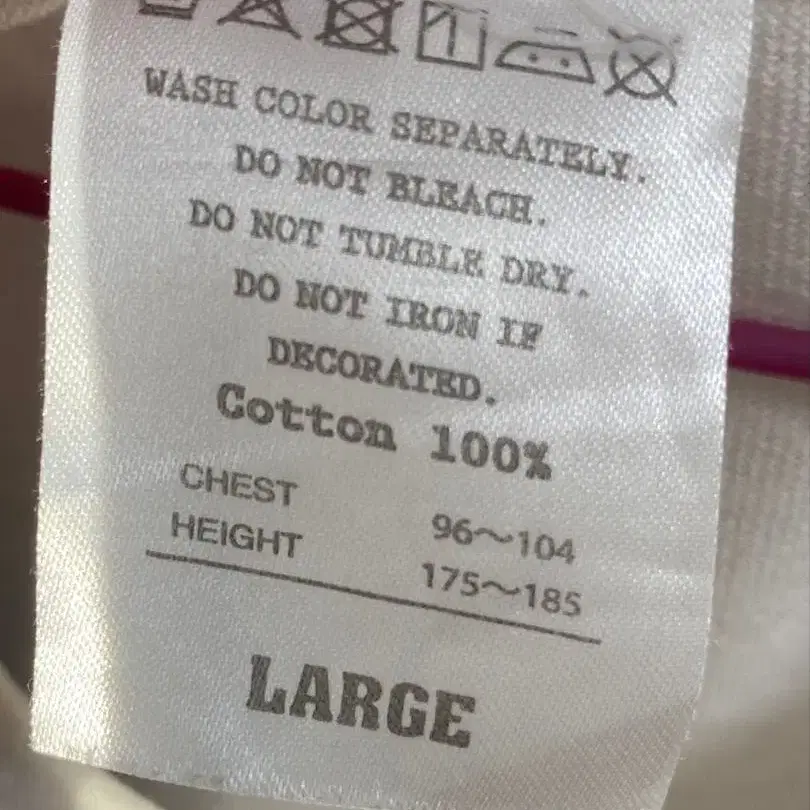 WASH COLOR SEPARATELY.
DO NOT BLEACH.
DO NOT TUMBLE DRY.
DO NOT IRON IF
DECORATED.
Cotton 100%
CHEST 96～104
HEIGHT 175～185
LARGE